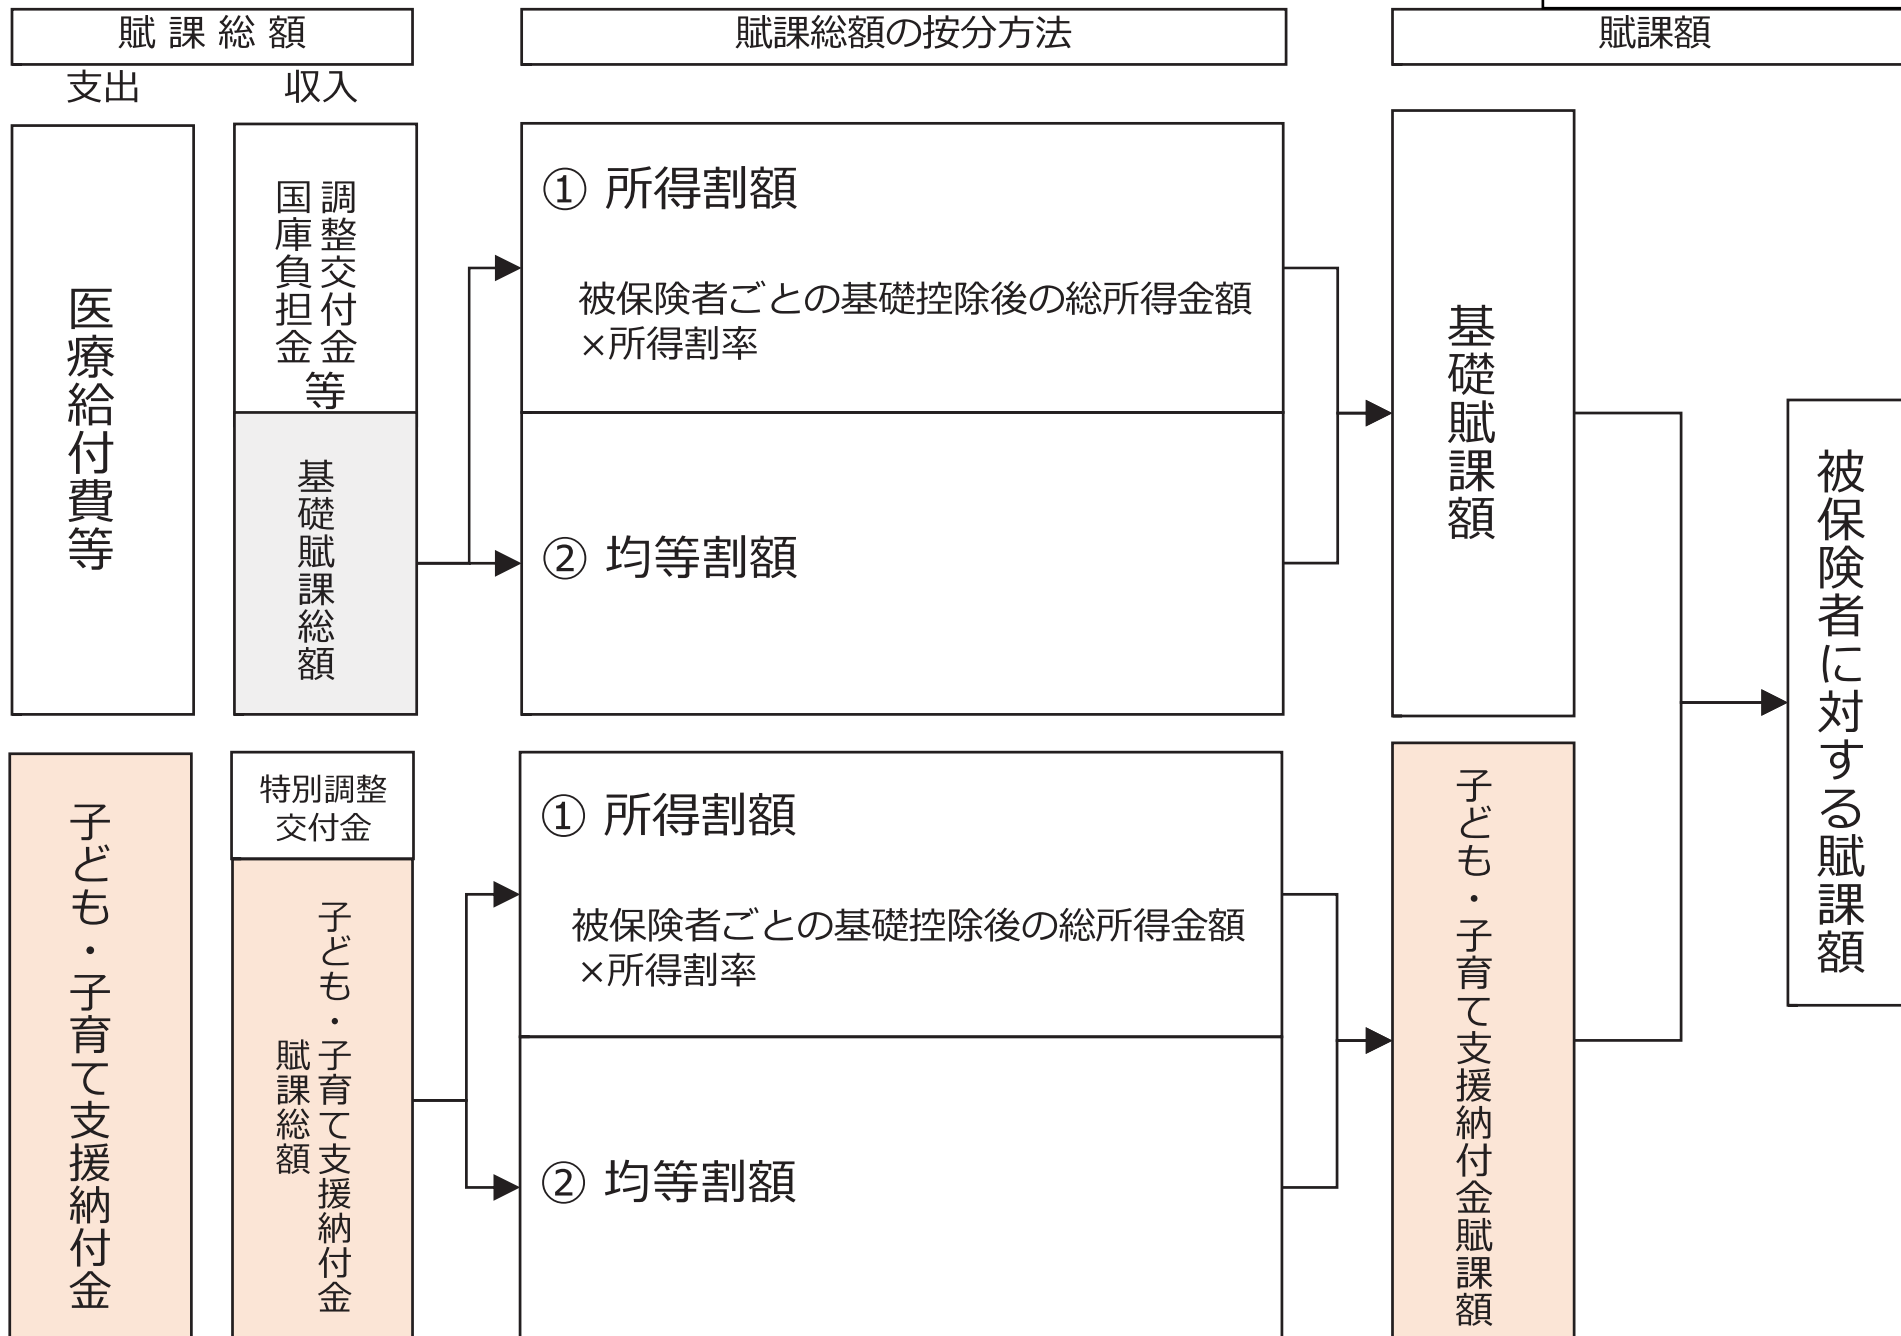 賦課総額
賦課総額の按分方法
賦課額
支出
収入
医療給付費等
調整交付金
国庫負担金
等
基礎賦課総額
① 所得割額
被保険者ごとの基礎控除後の総所得金額
×所得割率
② 均等割額
基礎賦課額
子ども・子育て支援納付金
特別調整
交付金
子ども・子育て支援納付金
賦課総額
① 所得割額
被保険者ごとの基礎控除後の総所得金額
×所得割率
② 均等割額
子ども・子育て支援納付金賦課額
被保険者に対する賦課額